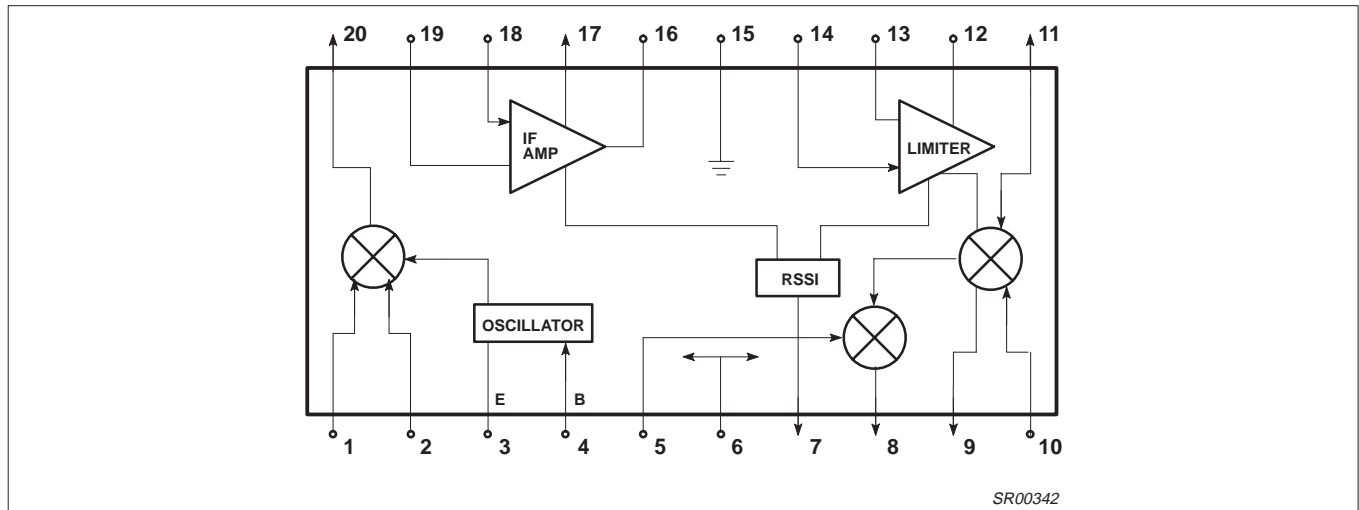 20 19 18 17 16 15 14 13 12 11
IF
AMP
LIMITER
RSSI
OSCILLATOR
E B
1 2 3 4 5 6 7 8 9 10
SR00342